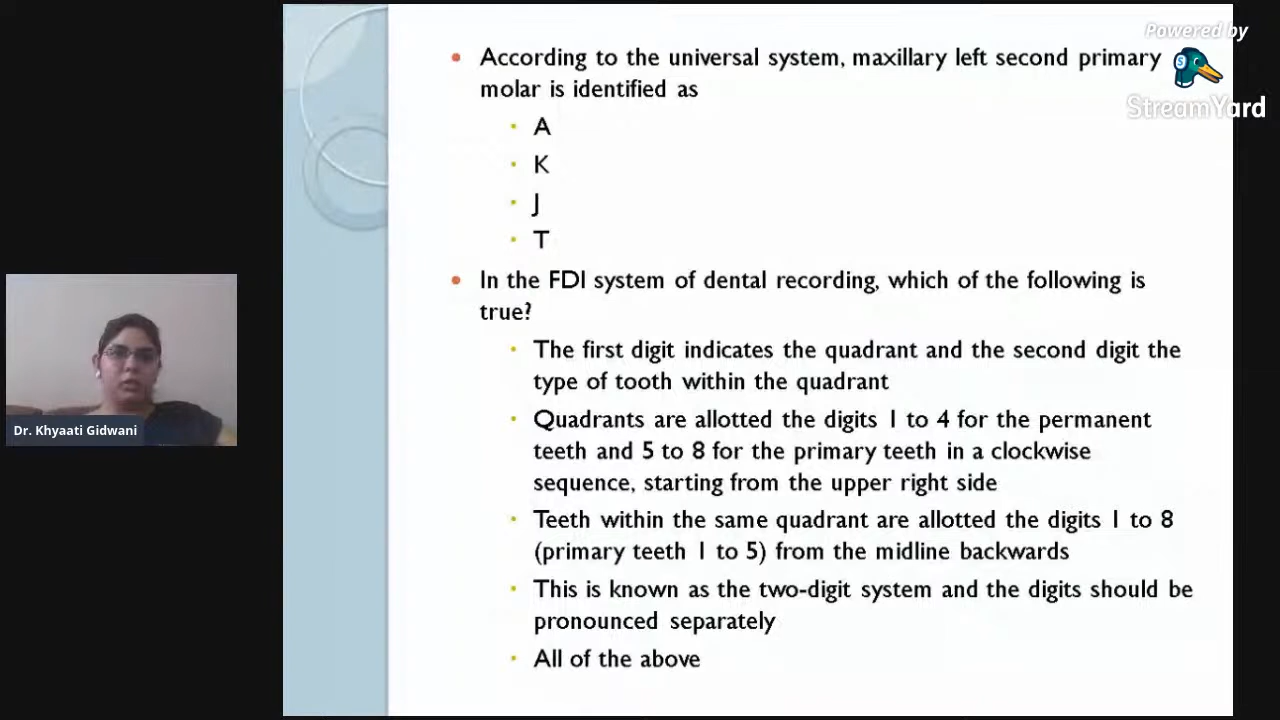 Powered by
StreamYard
• According to the universal system, maxillary left second primary
molar is identified as
• A
• K
• J
• T
• In the FDI system of dental recording, which of the following is
true?
• The first digit indicates the quadrant and the second digit the
type of tooth within the quadrant
• Quadrants are allotted the digits 1 to 4 for the permanent
teeth and 5 to 8 for the primary teeth in a clockwise
sequence, starting from the upper right side
• Teeth within the same quadrant are allotted the digits 1 to 8
(primary teeth 1 to 5) from the midline backwards
• This is known as the two-digit system and the digits should be
pronounced separately
• All of the above
Dr. Khyaati Gidwani